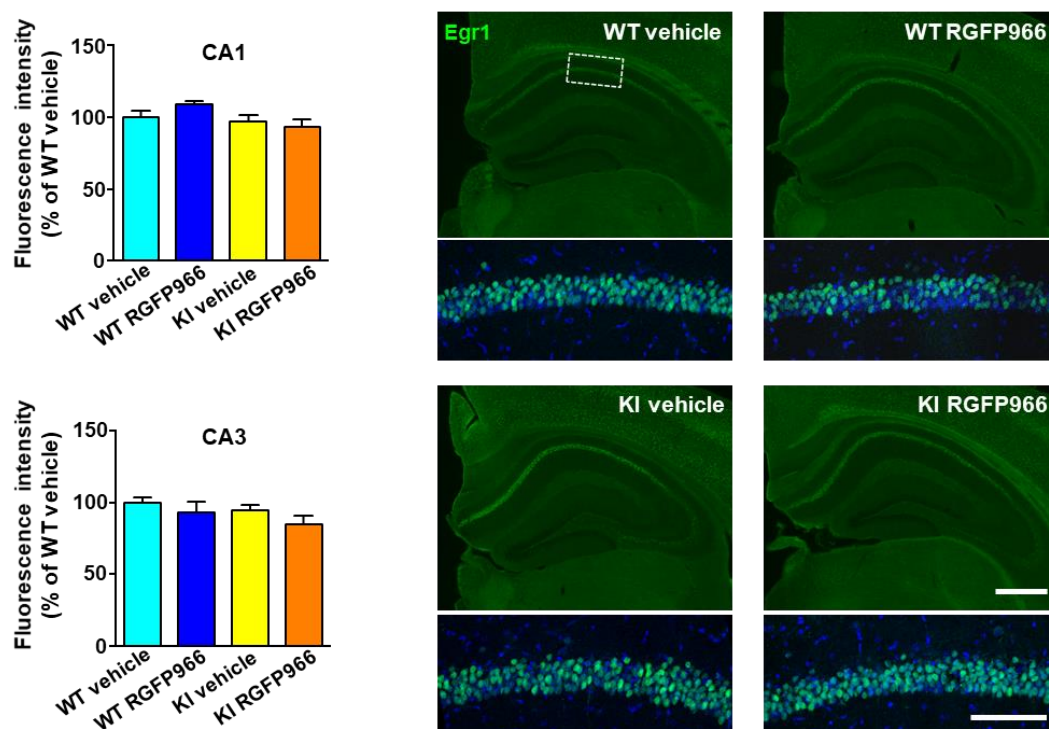 CA1
Fluorescence intensity
(% of WT vehicle)
150
100
50
0
WT vehicle
WT RGFP966
KI vehicle
KI RGFP966
Egr1
WT vehicle
WT RGFP966
CA3
Fluorescence intensity
(% of WT vehicle)
150
100
50
0
WT vehicle
WT RGFP966
KI vehicle
KI RGFP966
KI vehicle
KI RGFP966